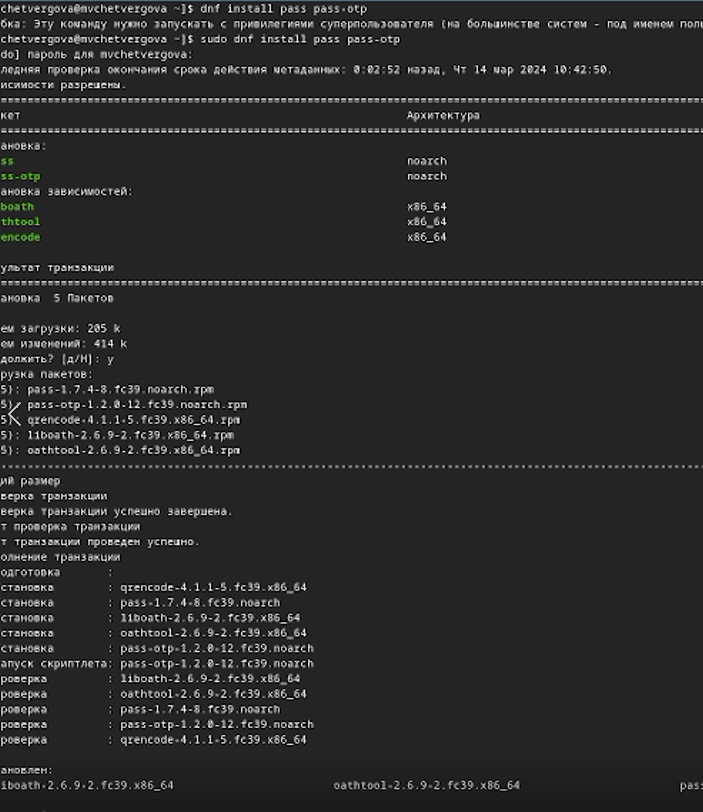 chetvergova@mvchetvergova ~]$ dnf install pass pass-otp
бка: Эту команду нужно запускать с привилегиями суперпользователя (на большинстве систем - под именем поль
chetvergova@mvchetvergova ~]$ sudo dnf install pass pass-otp
do] пароль для mvchetvergova:
ледняя проверка окончания срока действия метаданных: 0:02:52 назад, Чт 14 мар 2024 10:42:50.
исимости разрешены.
кет Архитектура
ановка:
ss noarch
ss-otp noarch
ановка зависимостей:
boath x86_64
thtool x86_64
encode x86_64
ультат транзакции
ановка 5 Пакетов
ем загрузки: 205 k
ем изменений: 414 k
должить? [д/Н]: y
рузка пакетов:
5): pass-1.7.4-8.fc39.noarch.rpm
5): pass-otp-1.2.0-12.fc39.noarch.rpm
5): qrencode-4.1.1-5.fc39.x86_64.rpm
5): liboath-2.6.9-2.fc39.x86_64.rpm
5): oathtool-2.6.9-2.fc39.x86_64.rpm
ий размер
верка транзакции
верка транзакции успешно завершена.
т проверка транзакции
т транзакции проведен успешно.
олнение транзакции
одготовка :
становка : qrencode-4.1.1-5.fc39.x86_64
становка : pass-1.7.4-8.fc39.noarch
становка : liboath-2.6.9-2.fc39.x86_64
становка : oathtool-2.6.9-2.fc39.x86_64
становка : pass-otp-1.2.0-12.fc39.noarch
апуск скриптлета: pass-otp-1.2.0-12.fc39.noarch
роверка : liboath-2.6.9-2.fc39.x86_64
роверка : oathtool-2.6.9-2.fc39.x86_64
роверка : pass-1.7.4-8.fc39.noarch
роверка : pass-otp-1.2.0-12.fc39.noarch
роверка : qrencode-4.1.1-5.fc39.x86_64
ановлен:
iboath-2.6.9-2.fc39.x86_64 oathtool-2.6.9-2.fc39.x86_64 pass